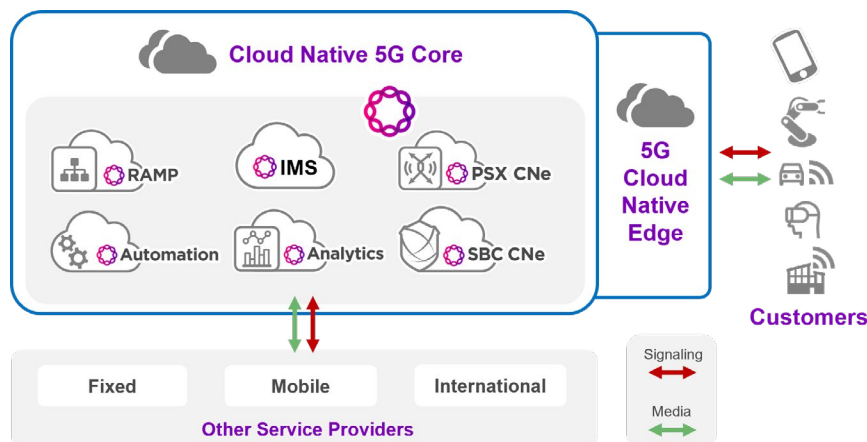 Cloud Native 5G Core
RAMP
IMS
PSX CNe
Automation
Analytics
SBC CNe
5G
Cloud
Native
Edge
Customers
Fixed
Mobile
International
Other Service Providers
Signaling
Media